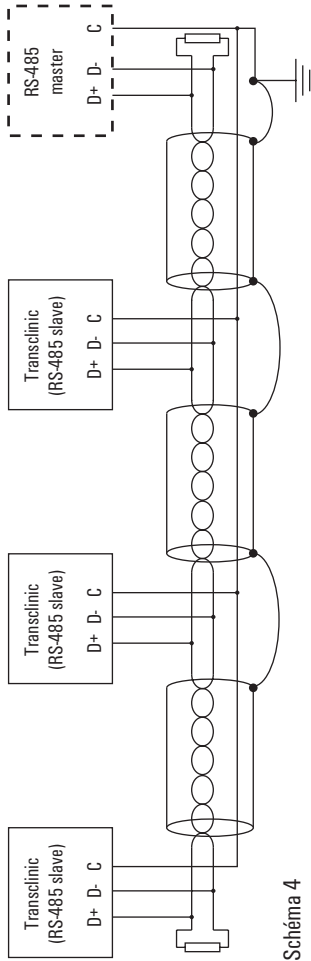 Transclinic
(RS-485 slave)
D+ D- C
Transclinic
(RS-485 slave)
D+ D- C
Transclinic
(RS-485 slave)
D+ D- C
RS-485
master
D+ D- C
Schéma 4